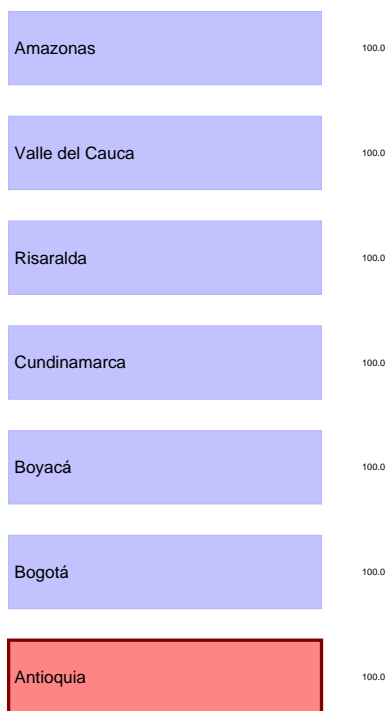 Amazonas 100.0
Valle del Cauca 100.0
Risaralda 100.0
Cundinamarca 100.0
Boyacá 100.0
Bogotá 100.0
Antioquia 100.0